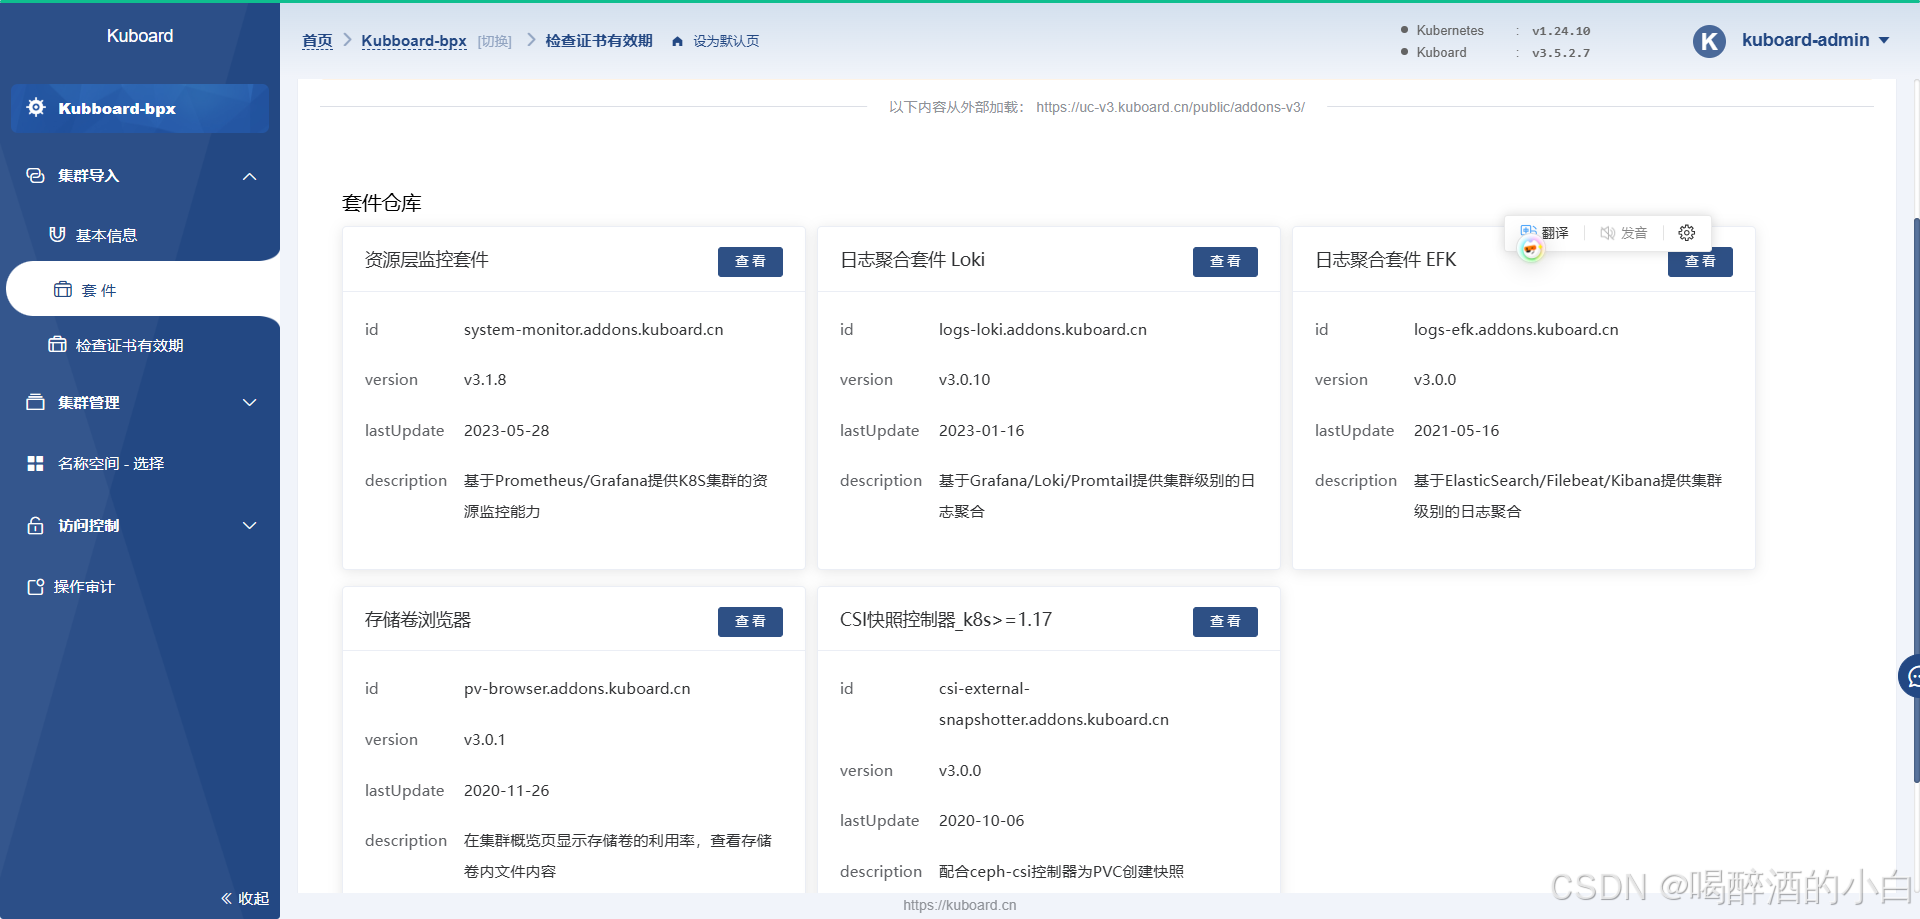 Kuboard
Kubboard-bpx
集群导入
基本信息
套 件
检查证书有效期
集群管理
名称空间 - 选择
访问控制
操作审计
收起
首页
Kubboard-bpx [切换]
检查证书有效期
设为默认页
Kubernetes : v1.24.10
Kuboard : v3.5.2.7
K
kuboard-admin
以下内容从外部加载: https://uc-v3.kuboard.cn/public/addons-v3/
套件仓库
翻译
发音
资源层监控套件
查 看
id system-monitor.addons.kuboard.cn
version v3.1.8
lastUpdate 2023-05-28
description 基于Prometheus/Grafana提供K8S集群的资
源监控能力
日志聚合套件 Loki
查 看
id logs-loki.addons.kuboard.cn
version v3.0.10
lastUpdate 2023-01-16
description 基于Grafana/Loki/Promtail提供集群级别的日
志聚合
日志聚合套件 EFK
查 看
id logs-efk.addons.kuboard.cn
version v3.0.0
lastUpdate 2021-05-16
description 基于ElasticSearch/Filebeat/Kibana提供集群
级别的日志聚合
存储卷浏览器
查 看
id pv-browser.addons.kuboard.cn
version v3.0.1
lastUpdate 2020-11-26
description 在集群概览页显示存储卷的利用率，查看存储
卷内文件内容
CSI快照控制器_k8s>=1.17
查 看
id csi-external-
snapshotter.addons.kuboard.cn
version v3.0.0
lastUpdate 2020-10-06
description 配合ceph-csi控制器为PVC创建快照
https://kuboard.cn
CSDN @喝醉酒的小白